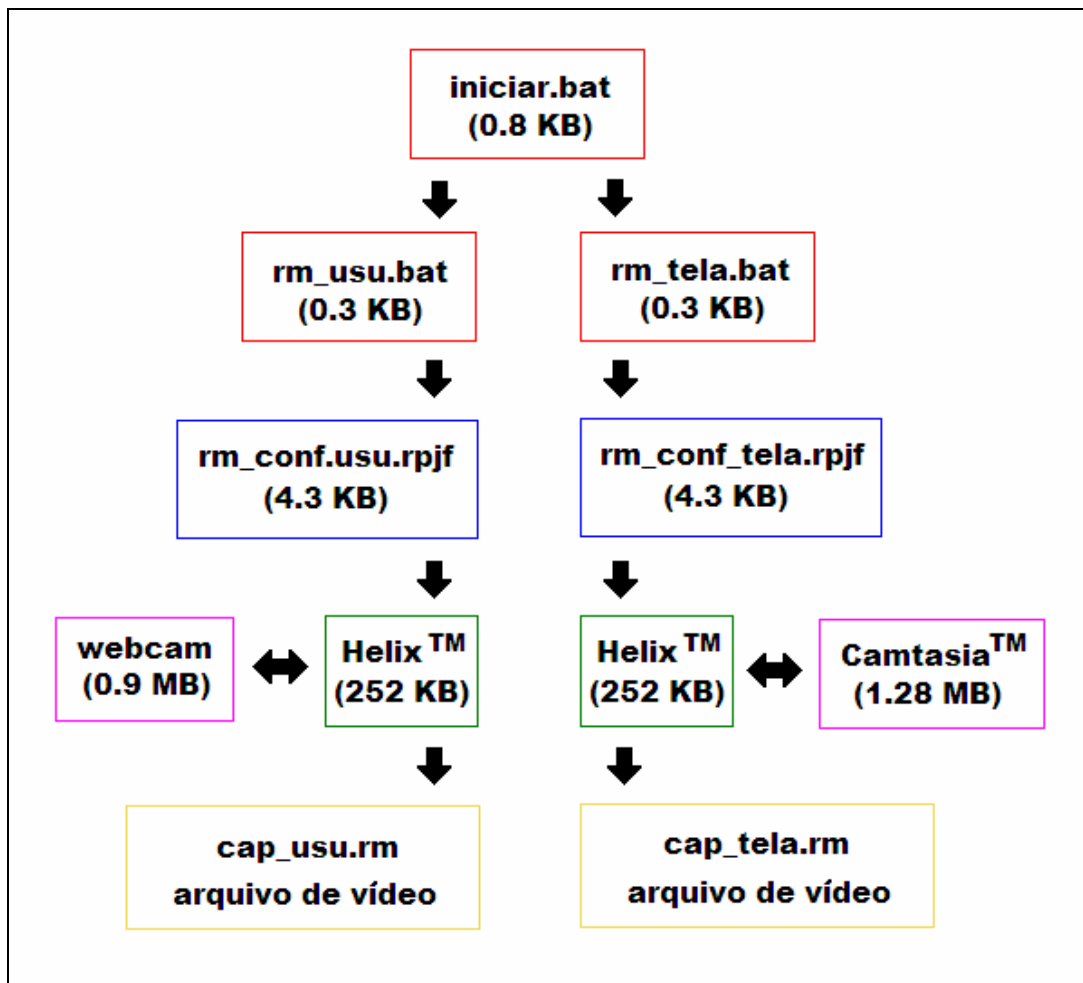 iniciar.bat
(0.8 KB)
rm_usu.bat
(0.3 KB)
rm_tela.bat
(0.3 KB)
rm_conf.usu.rpjf
(4.3 KB)
rm_conf_tela.rpjf
(4.3 KB)
webcam
(0.9 MB)
Helix TM
(252 KB)
Helix TM
(252 KB)
Camtasia TM
(1.28 MB)
cap_usu.rm
arquivo de vídeo
cap_tela.rm
arquivo de vídeo